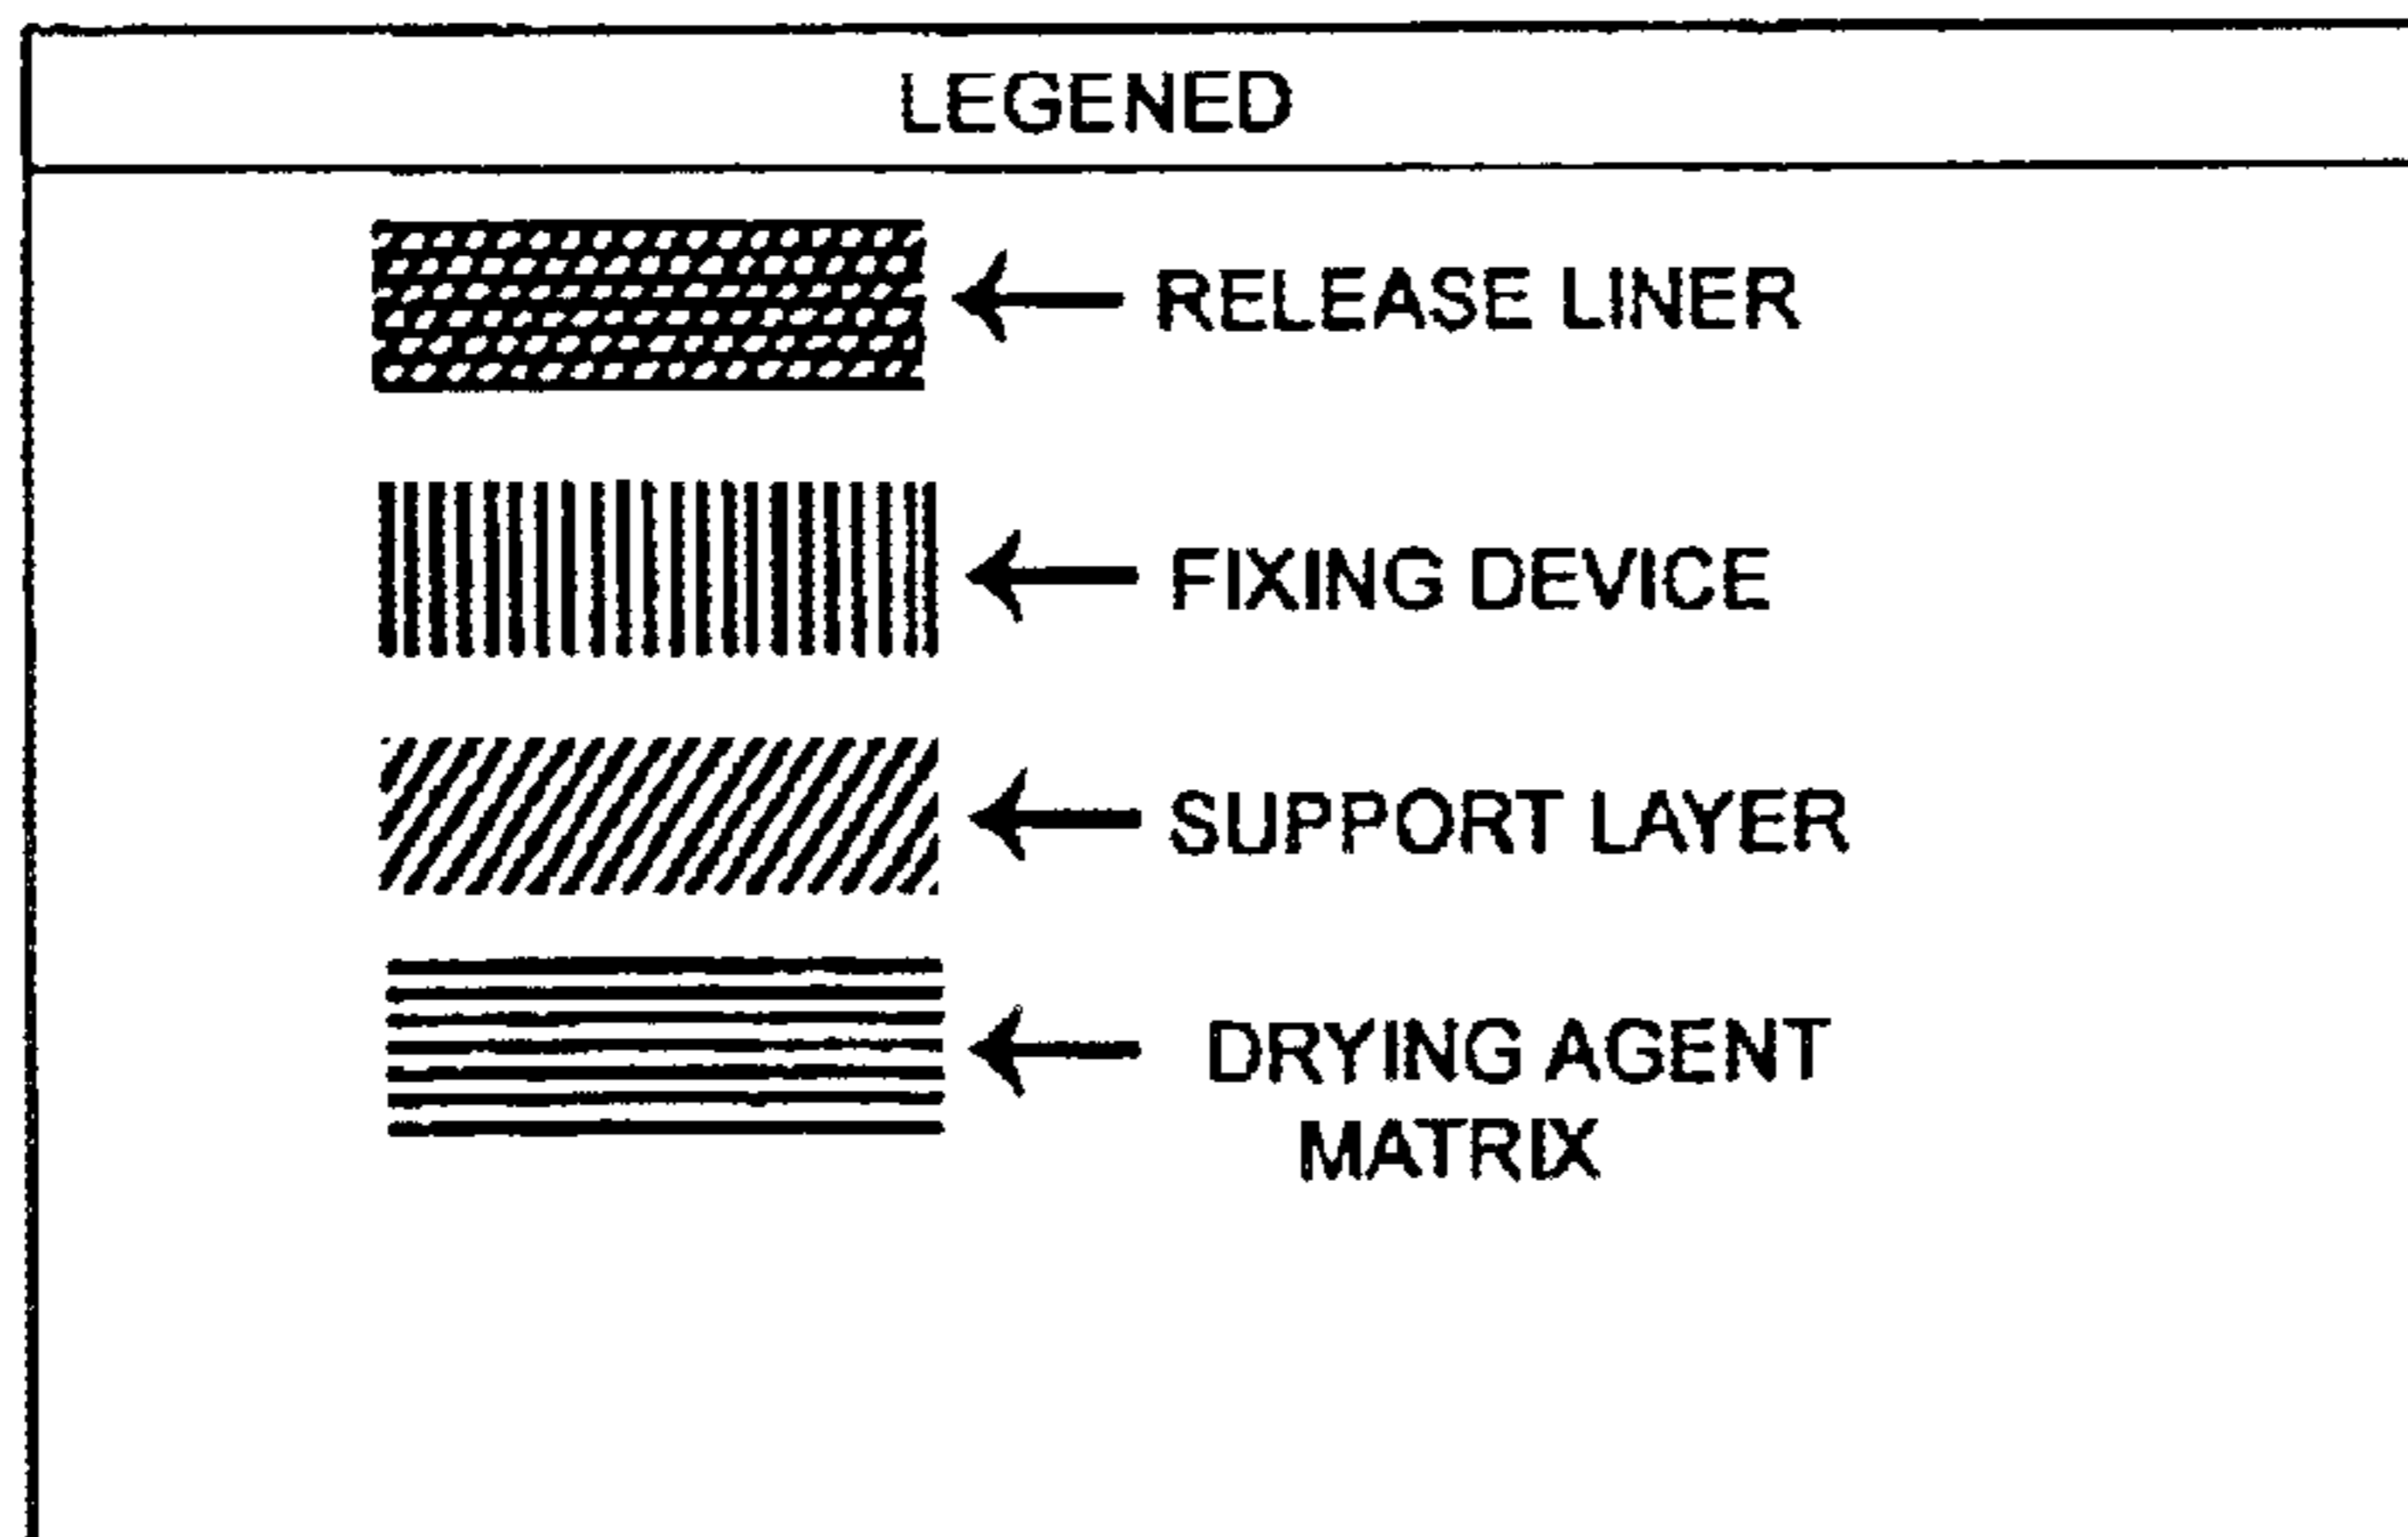 LEGENED
RELEASE LINER
FIXING DEVICE
SUPPORT LAYER
DRYING AGENT
MATRIX